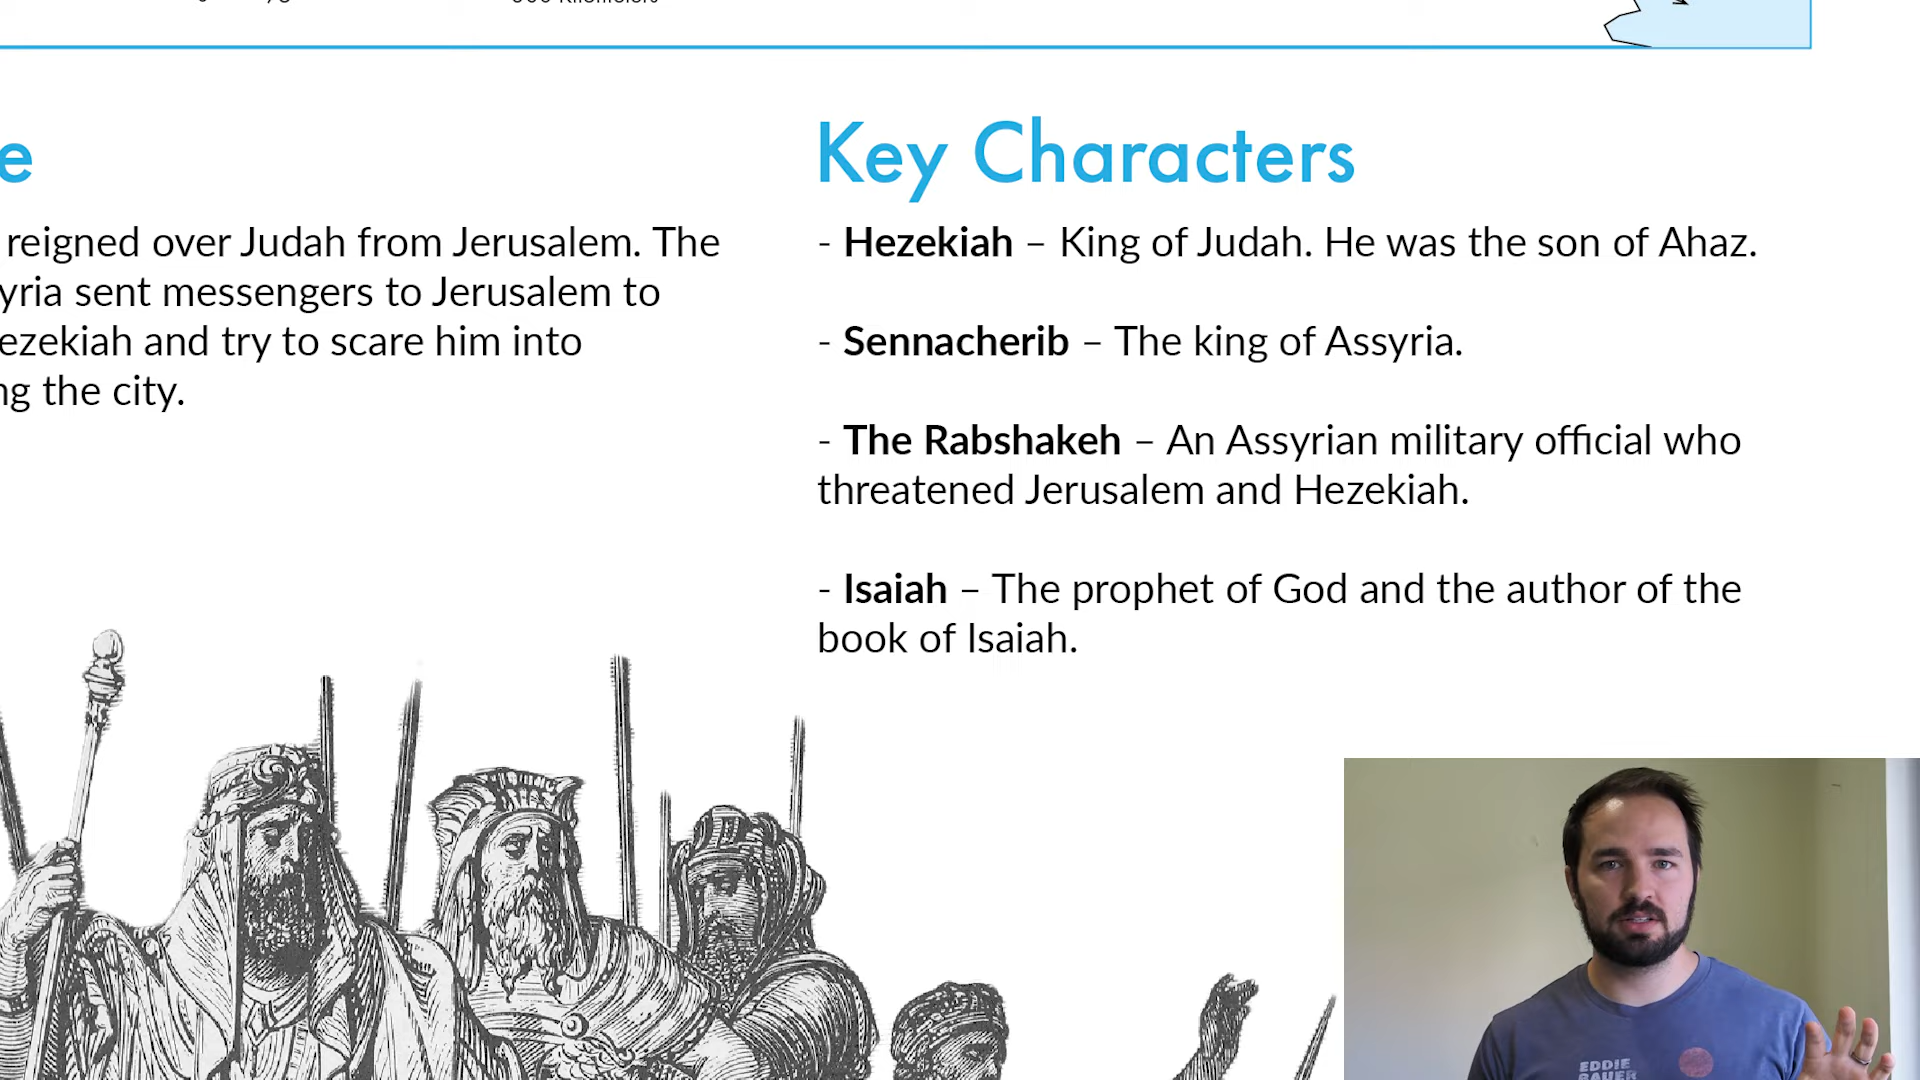 e
reigned over Judah from Jerusalem. The
yria sent messengers to Jerusalem to
ezekiah and try to scare him into
ng the city.
Key Characters
- Hezekiah – King of Judah. He was the son of Ahaz.
- Sennacherib – The king of Assyria.
- The Rabshakeh – An Assyrian military official who
threatened Jerusalem and Hezekiah.
- Isaiah – The prophet of God and the author of the
book of Isaiah.
EDDIE
BAUER